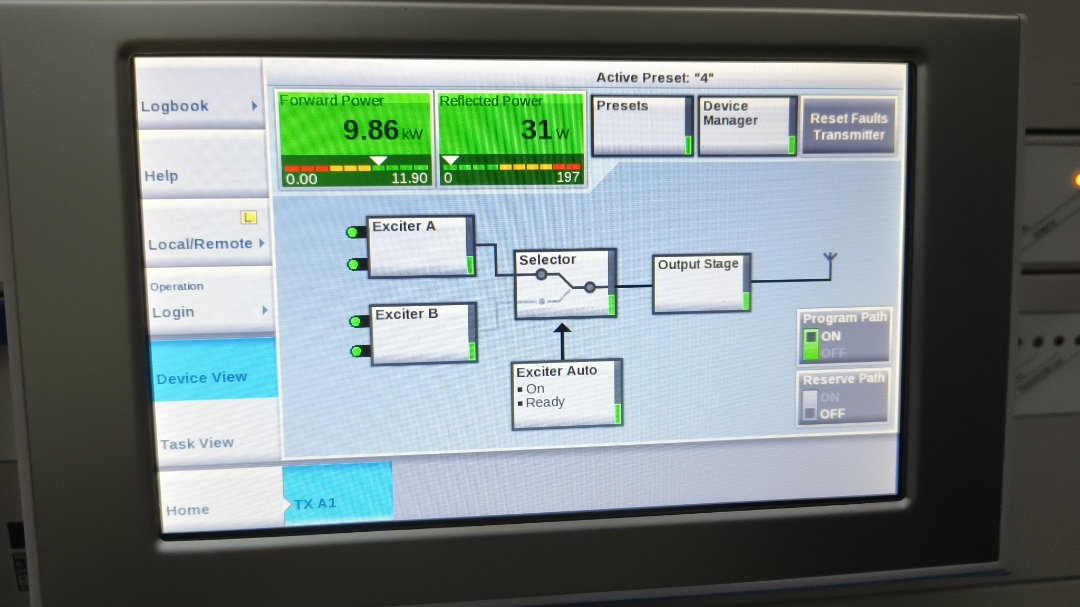 Active Preset: "4"
Logbook
Help
L
Local/Remote
Operation
Login
Device View
Task View
Home
Forward Power
9.86 kW
0.00 11.90
Reflected Power
31 W
0 197
Presets
Device
Manager
Reset Faults
Transmitter
Exciter A
Exciter B
Selector
Output Stage
Exciter Auto
▪ On
▪ Ready
Program Path
ON
OFF
Reserve Path
ON
OFF
TX A1